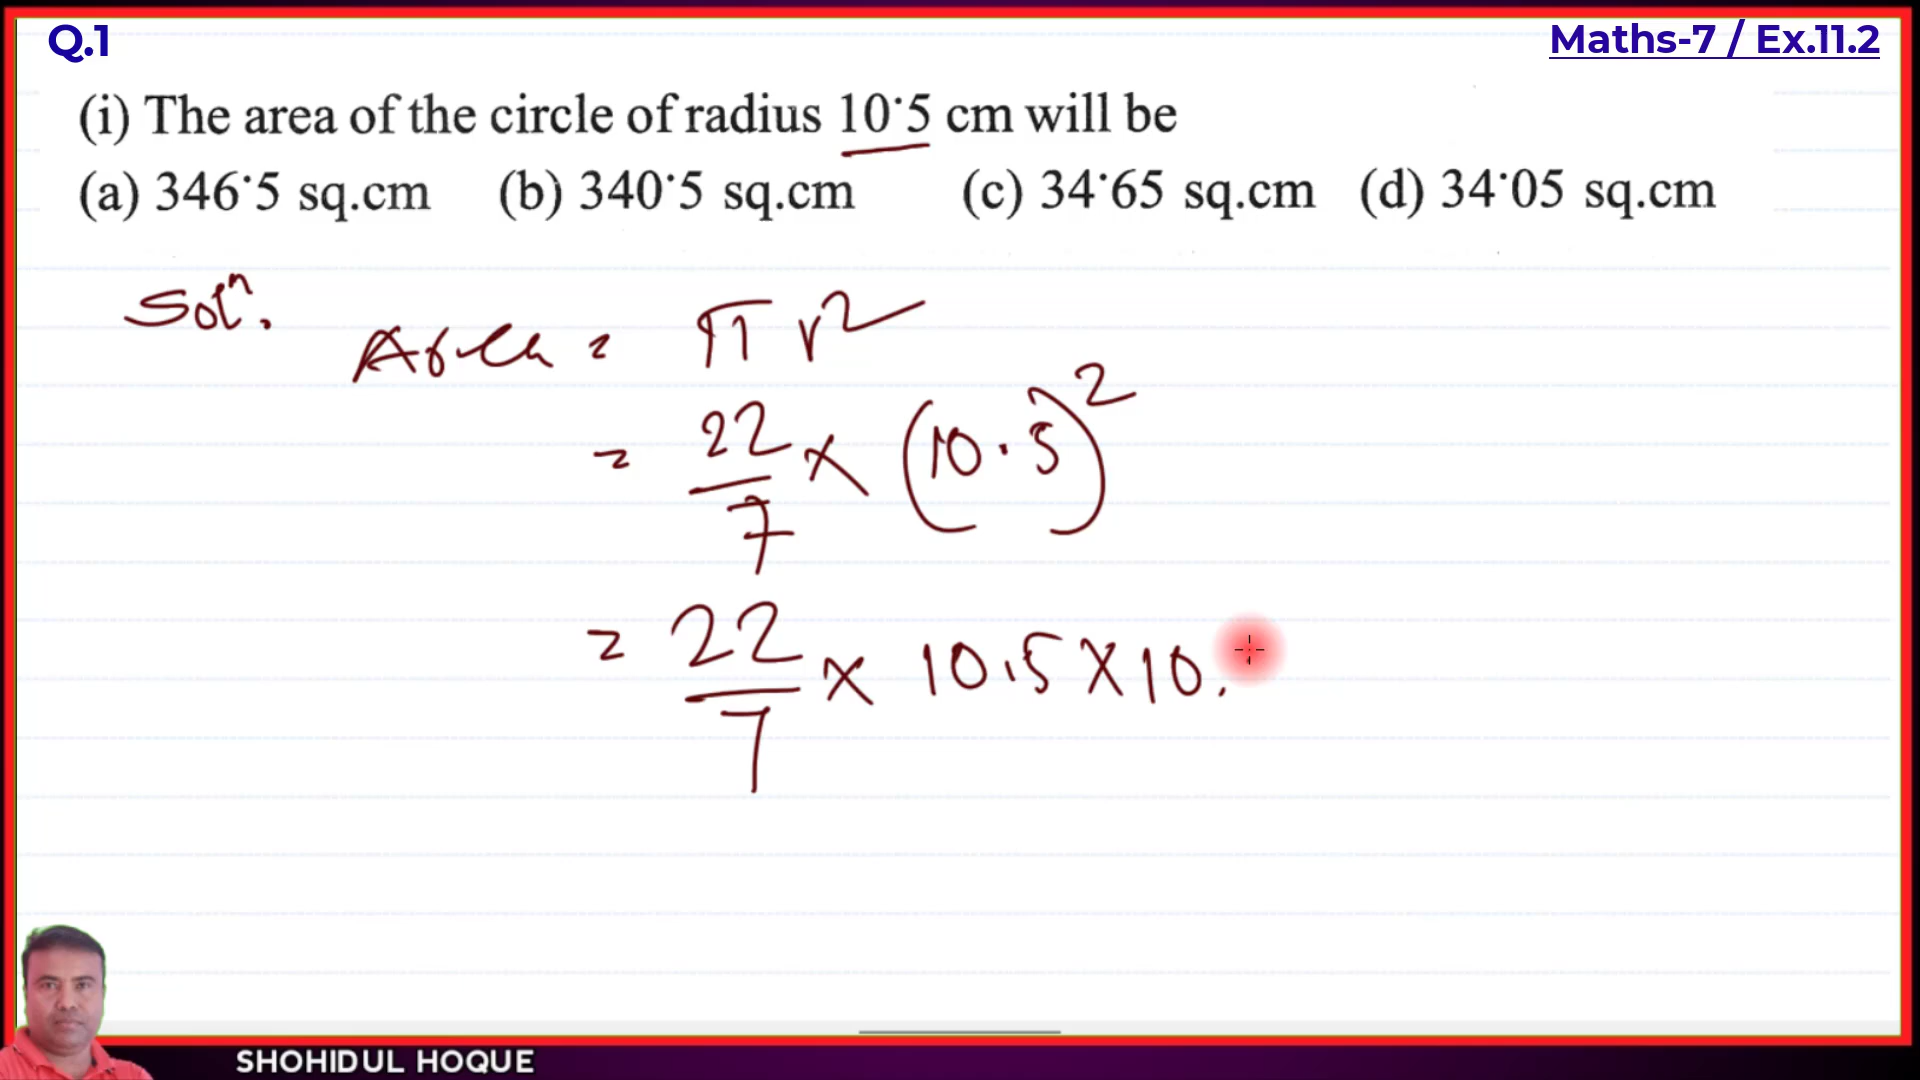 Q.1 Maths-7 / Ex.11.2
(i) The area of the circle of radius 10·5 cm will be
(a) 346·5 sq.cm (b) 340·5 sq.cm (c) 34·65 sq.cm (d) 34·05 sq.cm
Solⁿ.
Area = πr²
= 22/7 × (10.5)²
= 22/7 × 10.5 × 10.
SHOHIDUL HOQUE